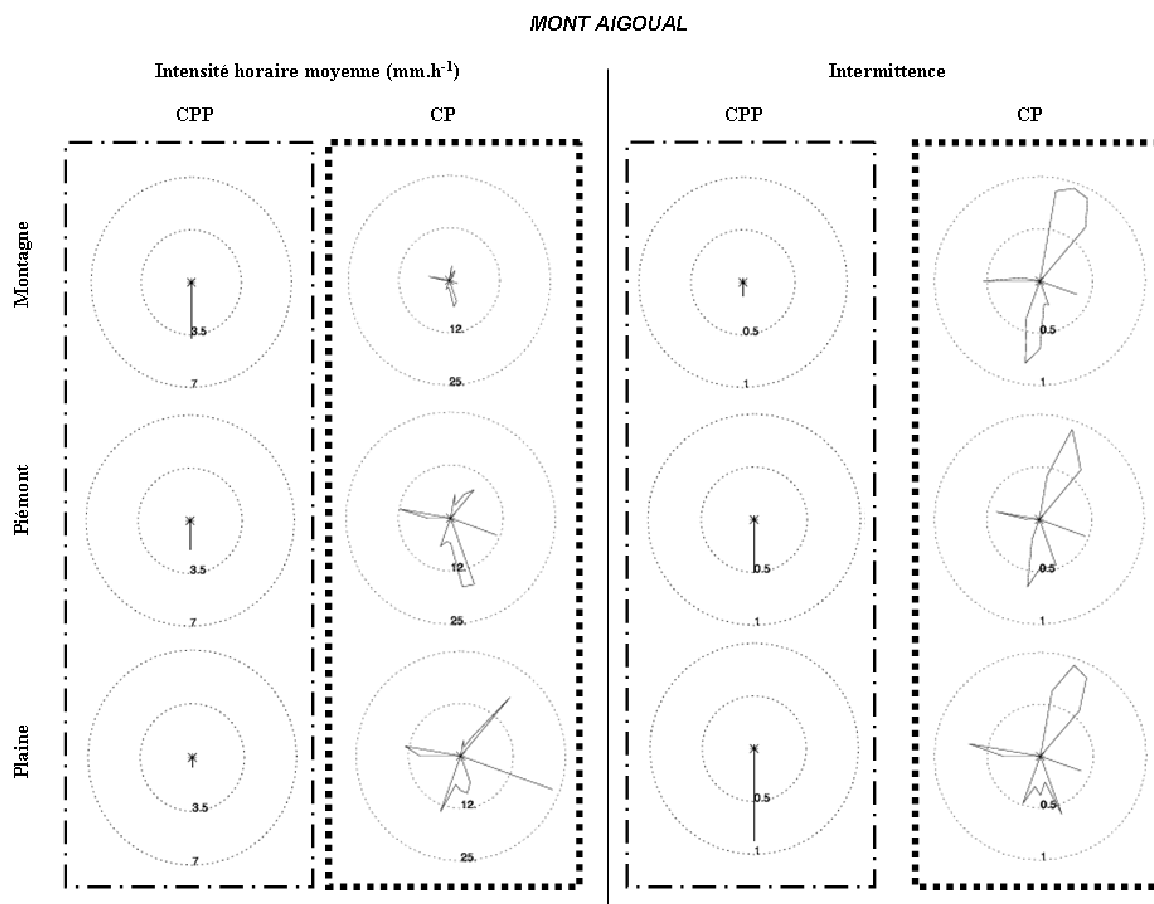 MONT AIGOUAL
Intensité horaire moyenne (mm.h⁻¹)
Intermittence
CPP
CP
CPP
CP
Montagne
3.5
7
12.
25.
0.5
1
0.5
1
Piémont
3.5
7
12.
25.
0.5
1
0.5
1
Plaine
3.5
7
12.
25.
0.5
1
0.5
1